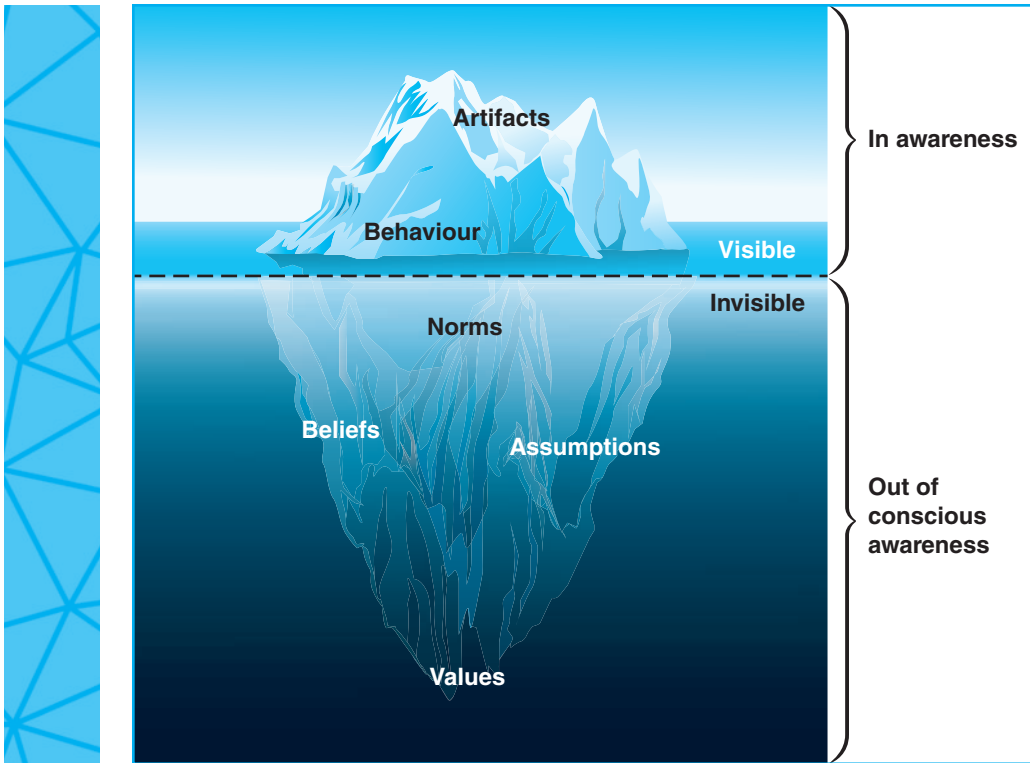 Artifacts
In awareness
Behaviour
Visible
Invisible
Norms
Beliefs
Assumptions
Out of
conscious
awareness
Values